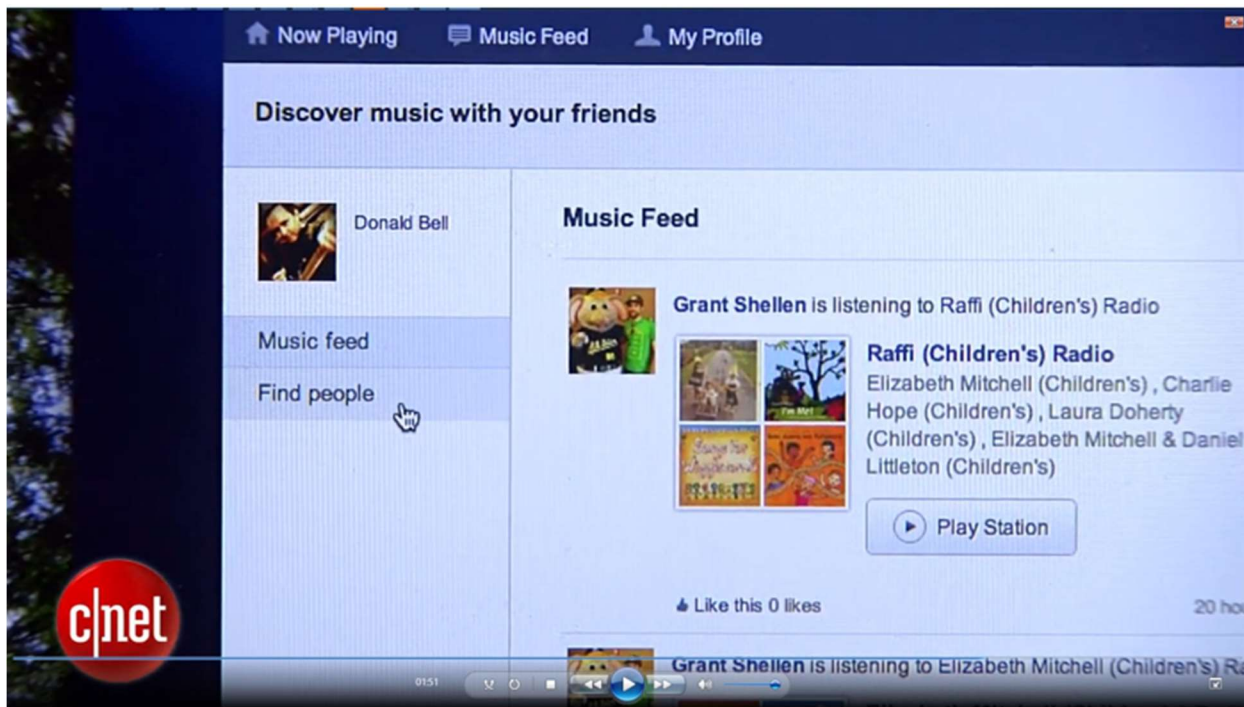 Now Playing
Music Feed
My Profile
Discover music with your friends
Donald Bell
Music feed
Find people
Music Feed
Grant Shellen is listening to Raffi (Children's) Radio
I'm Me!
Raffi (Children's) Radio
Elizabeth Mitchell (Children's) , Charlie
Hope (Children's) , Laura Doherty
(Children's) , Elizabeth Mitchell & Daniel
Littleton (Children's)
Play Station
Like this 0 likes
20 hou
Grant Shellen is listening to Elizabeth Mitchell (Children's) Ra
c|net
01:51